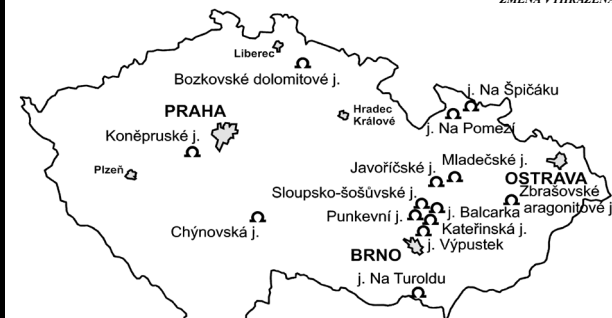 ZMĚNA VYHRAZENA
Liberec
Bozkovské dolomitové j.
j. Na Špičáku
PRAHA
Hradec
Králové
j. Na Pomezí
Koněpruské j.
Plzeň
Javoříčské j.
Mladečské j.
OSTRAVA
Sloupsko-šošůvské j.
Zbrašovské
aragonitové j.
Punkevní j.
j. Balcarka
Chýnovská j.
Kateřinská j.
j. Výpustek
BRNO
j. Na Turoldu